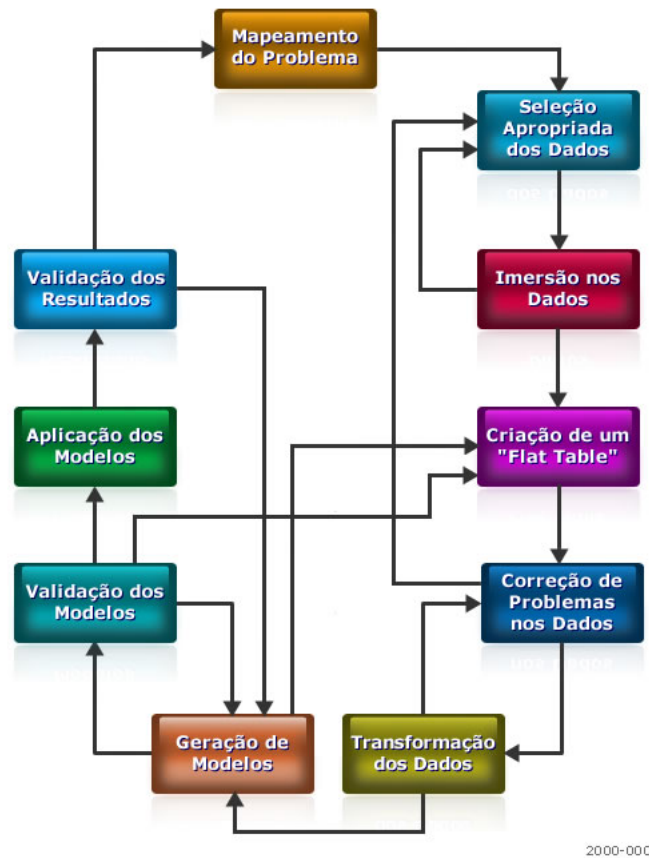 Mapeamento
do Problema
Seleção
Apropriada
dos Dados
Imersão nos
Dados
Criação de um
"Flat Table"
Correção de
Problemas
nos Dados
Transformação
dos Dados
Geração de
Modelos
Validação dos
Modelos
Aplicação dos
Modelos
Validação dos
Resultados
2000-000